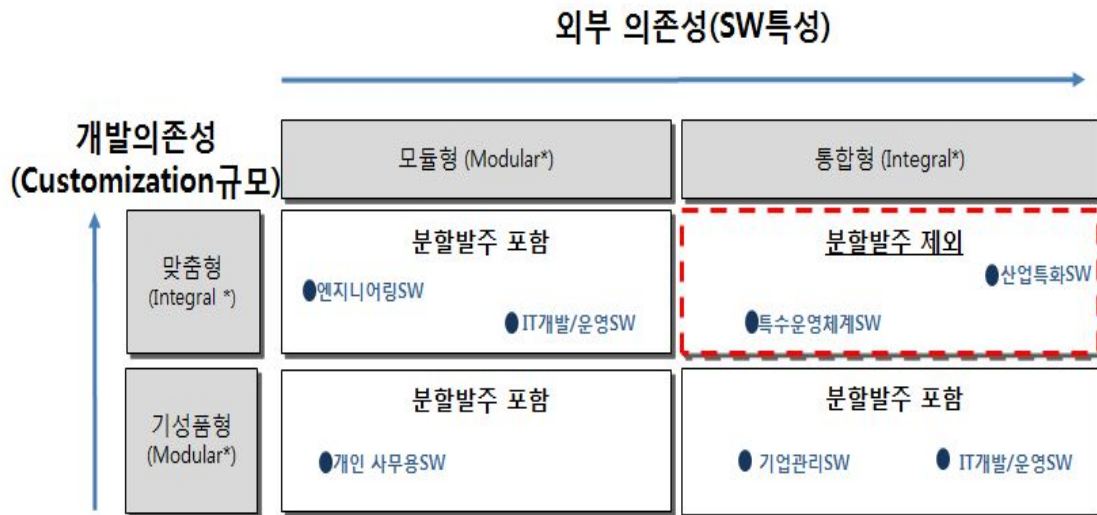 외부 의존성(SW특성)
개발의존성
(Customization규모)
모듈형 (Modular*)
통합형 (Integral*)
맞춤형
(Integral *)
분할발주 포함
엔지니어링SW
IT개발/운영SW
분할발주 제외
산업특화SW
특수운영체계SW
기성품형
(Modular*)
분할발주 포함
개인 사무용SW
분할발주 포함
기업관리SW
IT개발/운영SW